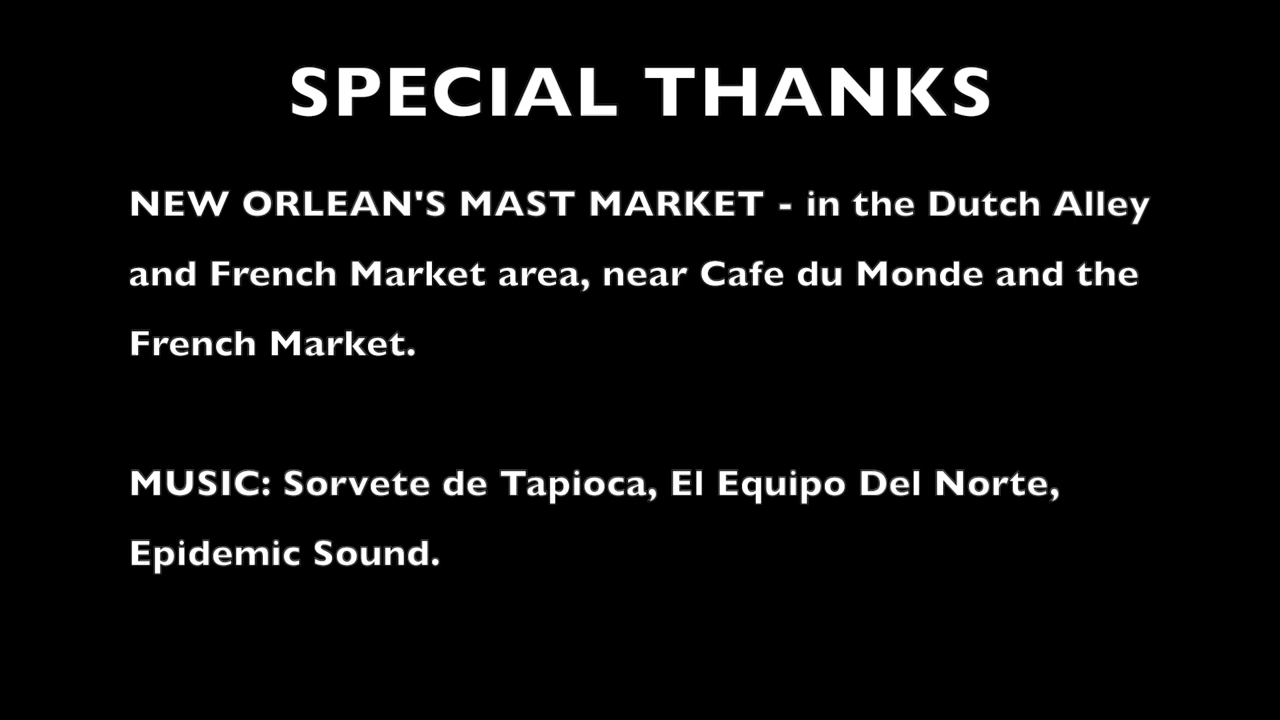 SPECIAL THANKS
NEW ORLEAN'S MAST MARKET - in the Dutch Alley
and French Market area, near Cafe du Monde and the
French Market.
MUSIC: Sorvete de Tapioca, El Equipo Del Norte,
Epidemic Sound.